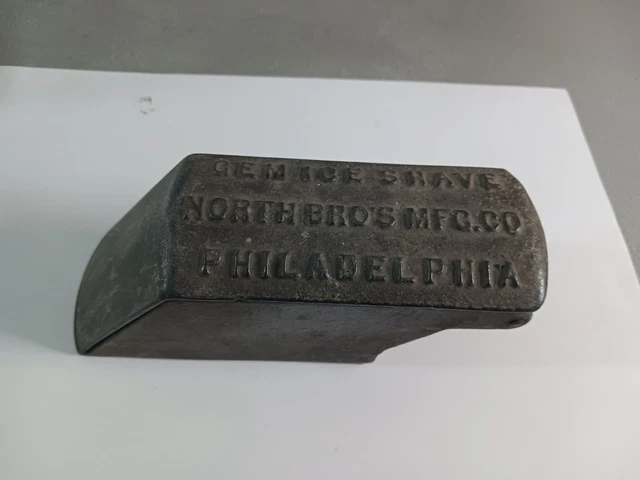 GEM ICE SHAVE
NORTH BRO'S MFG. CO
PHILADELPHIA